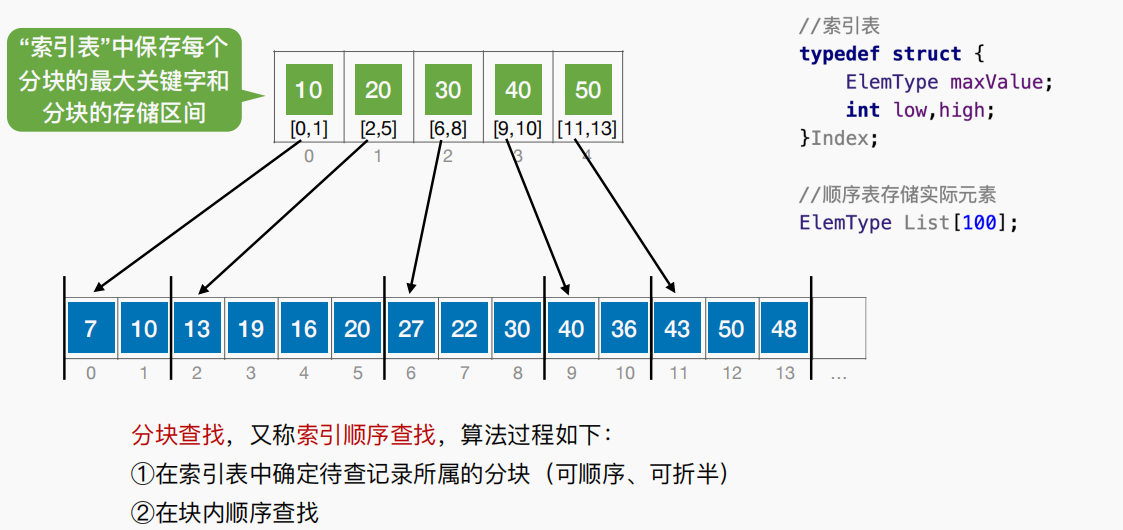 “索引表”中保存每个
分块的最大关键字和
分块的存储区间
10 20 30 40 50
[0,1] [2,5] [6,8] [9,10] [11,13]
0 1 2 3 4
//索引表
typedef struct {
ElemType maxValue;
int low,high;
}Index;
//顺序表存储实际元素
ElemType List[100];
7 10 13 19 16 20 27 22 30 40 36 43 50 48
0 1 2 3 4 5 6 7 8 9 10 11 12 13 …
分块查找，又称索引顺序查找，算法过程如下：
①在索引表中确定待查记录所属的分块（可顺序、可折半）
②在块内顺序查找